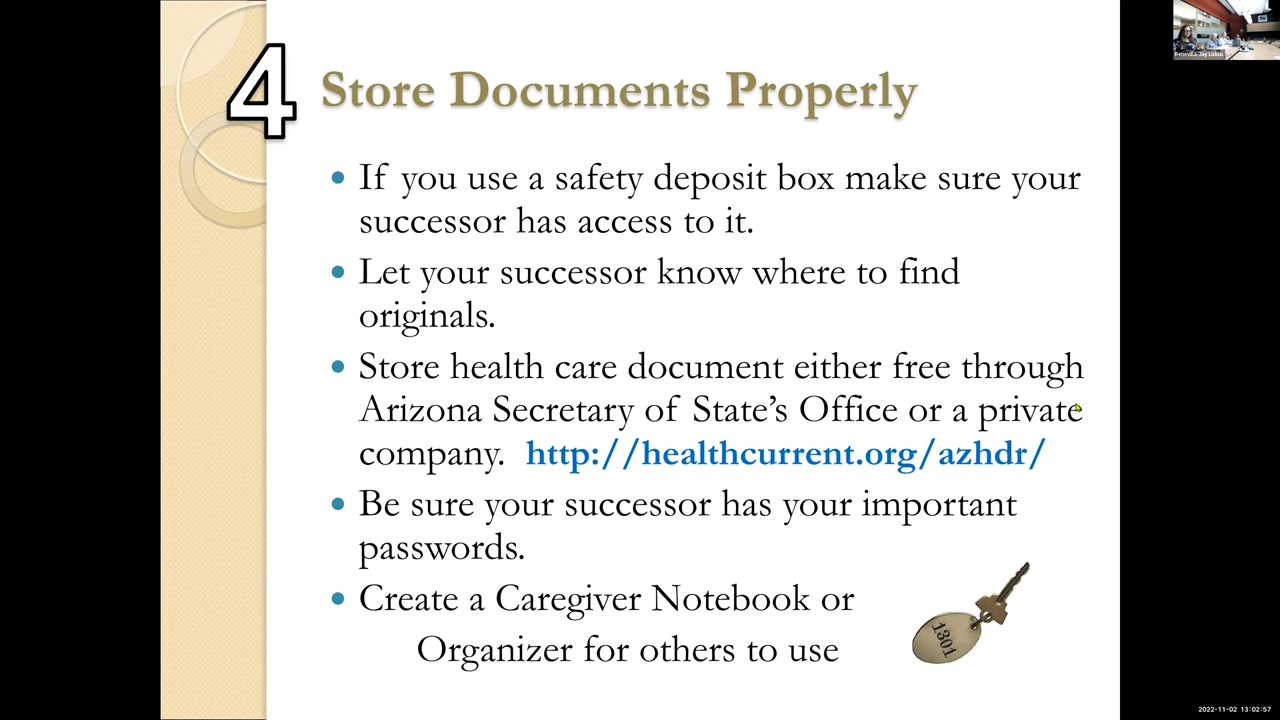 4 Store Documents Properly
• If you use a safety deposit box make sure your
successor has access to it.
• Let your successor know where to find
originals.
• Store health care document either free through
Arizona Secretary of State's Office or a private
company. http://healthcurrent.org/azhdr/
• Be sure your successor has your important
passwords.
• Create a Caregiver Notebook or
Organizer for others to use
1301
2022-11-02 13:02:57